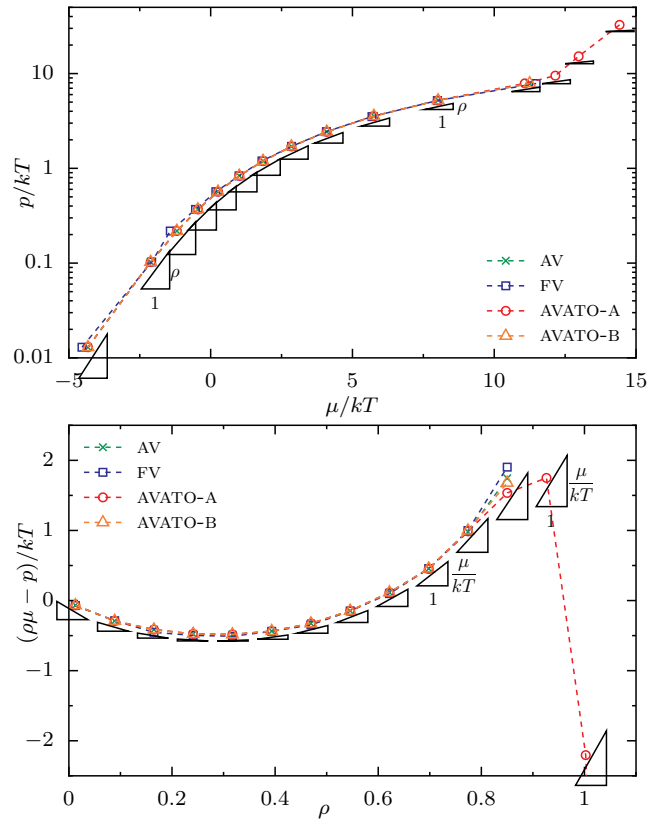 10
1
0.1
0.01
p/kT
ρ
1
ρ
1
AV
FV
AVATO-A
AVATO-B
−5
0
5
10
15
μ/kT
2
1
0
−1
−2
(ρμ − p)/kT
AV
FV
AVATO-A
AVATO-B
μ/kT
1
μ/kT
1
0
0.2
0.4
0.6
0.8
1
ρ